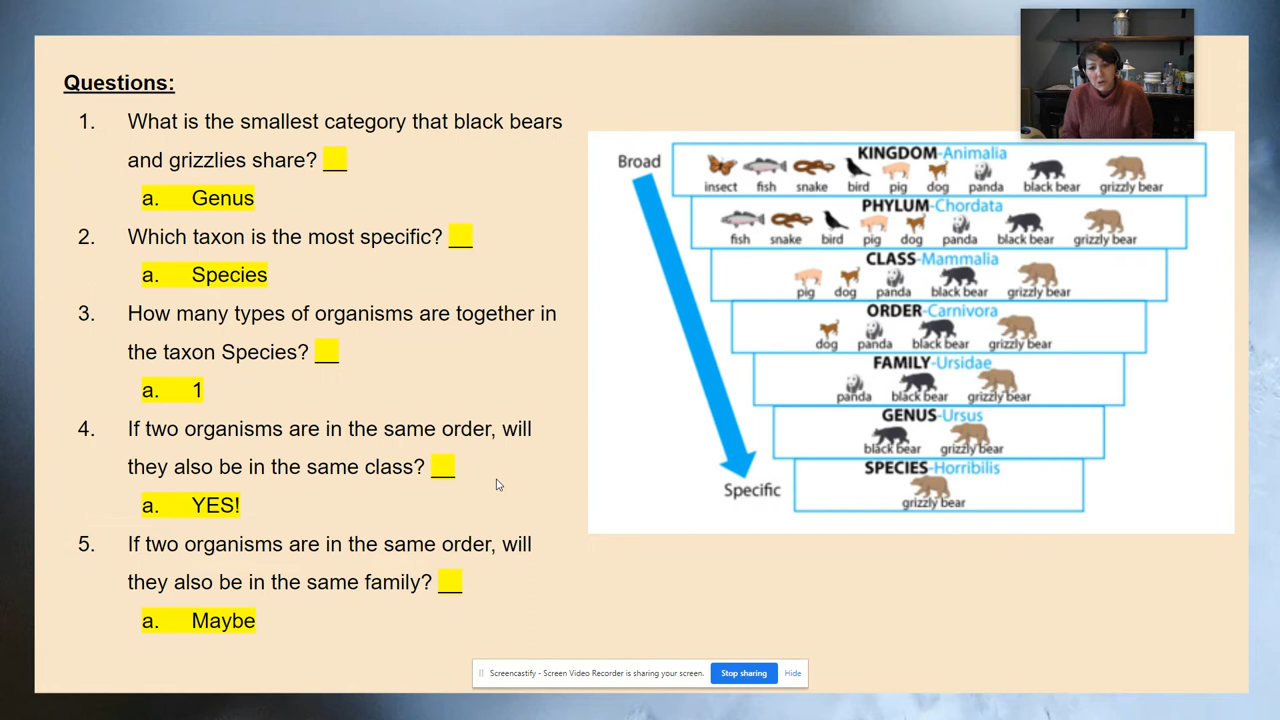 Questions:
1. What is the smallest category that black bears
and grizzlies share? __
a. Genus
2. Which taxon is the most specific? __
a. Species
3. How many types of organisms are together in
the taxon Species? __
a. 1
4. If two organisms are in the same order, will
they also be in the same class? __
a. YES!
5. If two organisms are in the same order, will
they also be in the same family? __
a. Maybe
Broad
KINGDOM-Animalia
insect fish snake bird pig dog panda black bear grizzly bear
PHYLUM-Chordata
fish snake bird pig dog panda black bear grizzly bear
CLASS-Mammalia
pig dog panda black bear grizzly bear
ORDER-Carnivora
dog panda black bear grizzly bear
FAMILY-Ursidae
panda black bear grizzly bear
GENUS-Ursus
black bear grizzly bear
SPECIES-Horribilis
grizzly bear
Specific
Screencastify - Screen Video Recorder is sharing your screen. Stop sharing Hide